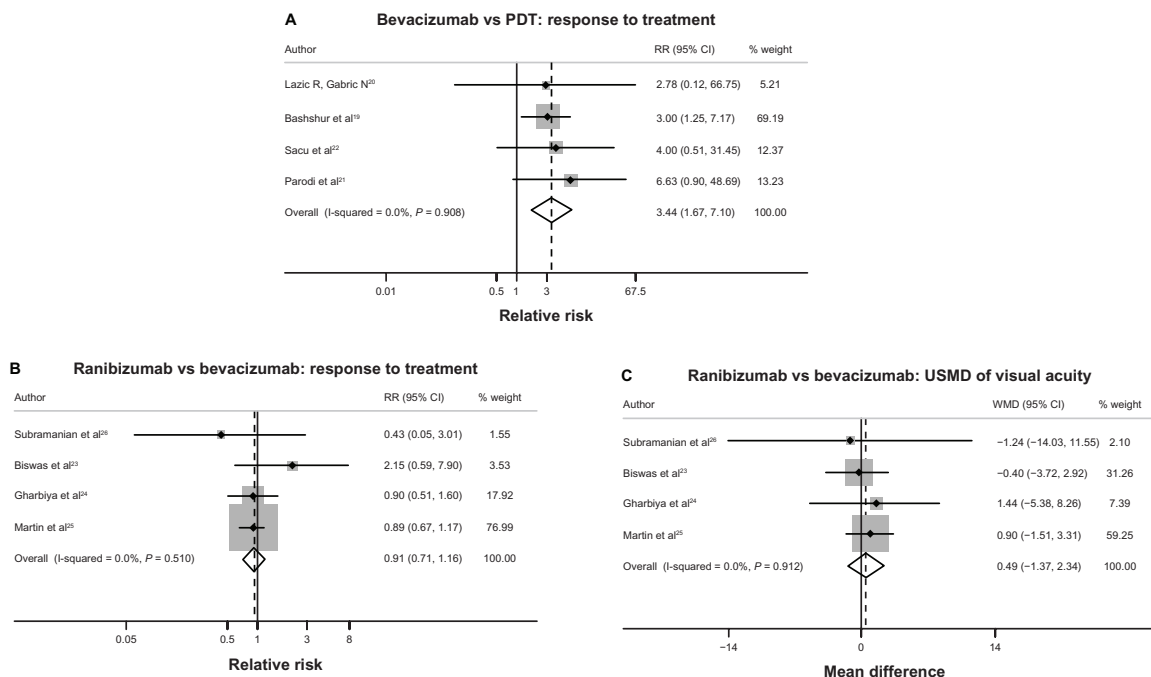 A Bevacizumab vs PDT: response to treatment
Author RR (95% CI) % weight
Lazic R, Gabric N20 2.78 (0.12, 66.75) 5.21
Bashshur et al19 3.00 (1.25, 7.17) 69.19
Sacu et al22 4.00 (0.51, 31.45) 12.37
Parodi et al21 6.63 (0.90, 48.69) 13.23
Overall (I-squared = 0.0%, P = 0.908) 3.44 (1.67, 7.10) 100.00
0.01 0.5 1 3 67.5
Relative risk
B Ranibizumab vs bevacizumab: response to treatment
Author RR (95% CI) % weight
Subramanian et al26 0.43 (0.05, 3.01) 1.55
Biswas et al23 2.15 (0.59, 7.90) 3.53
Gharbiya et al24 0.90 (0.51, 1.60) 17.92
Martin et al25 0.89 (0.67, 1.17) 76.99
Overall (I-squared = 0.0%, P = 0.510) 0.91 (0.71, 1.16) 100.00
0.05 0.5 1 3 8
Relative risk
C Ranibizumab vs bevacizumab: USMD of visual acuity
Author WMD (95% CI) % weight
Subramanian et al26 −1.24 (−14.03, 11.55) 2.10
Biswas et al23 −0.40 (−3.72, 2.92) 31.26
Gharbiya et al24 1.44 (−5.38, 8.26) 7.39
Martin et al25 0.90 (−1.51, 3.31) 59.25
Overall (I-squared = 0.0%, P = 0.912) 0.49 (−1.37, 2.34) 100.00
−14 0 14
Mean difference